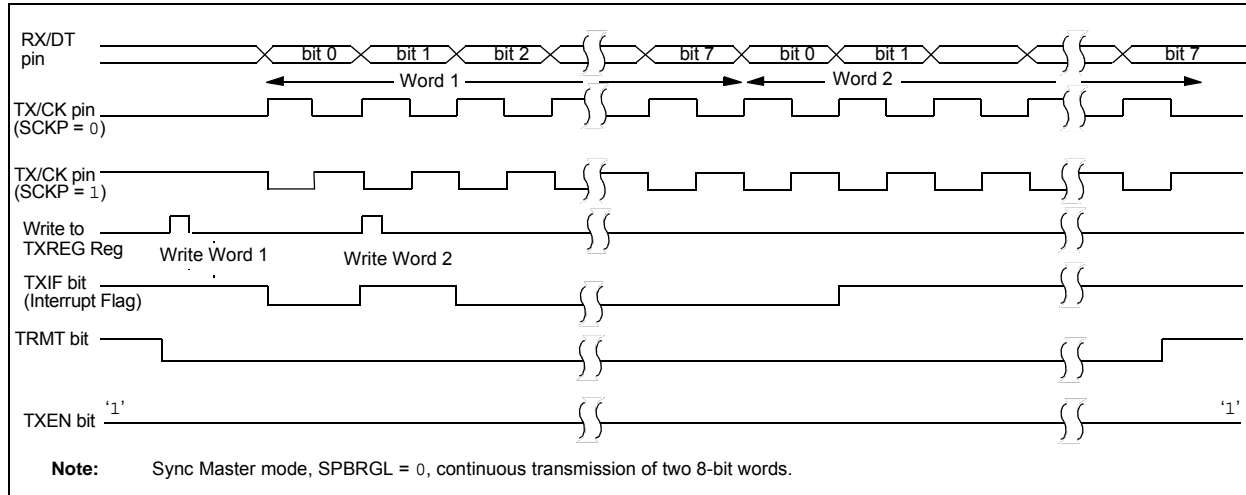 RX/DT
pin
bit 0 bit 1 bit 2 bit 7 bit 0 bit 1 bit 7
Word 1 Word 2
TX/CK pin
(SCKP = 0)
TX/CK pin
(SCKP = 1)
Write to
TXREG Reg
Write Word 1 Write Word 2
TXIF bit
(Interrupt Flag)
TRMT bit
TXEN bit ‘1’ ‘1’
Note: Sync Master mode, SPBRGL = 0, continuous transmission of two 8-bit words.